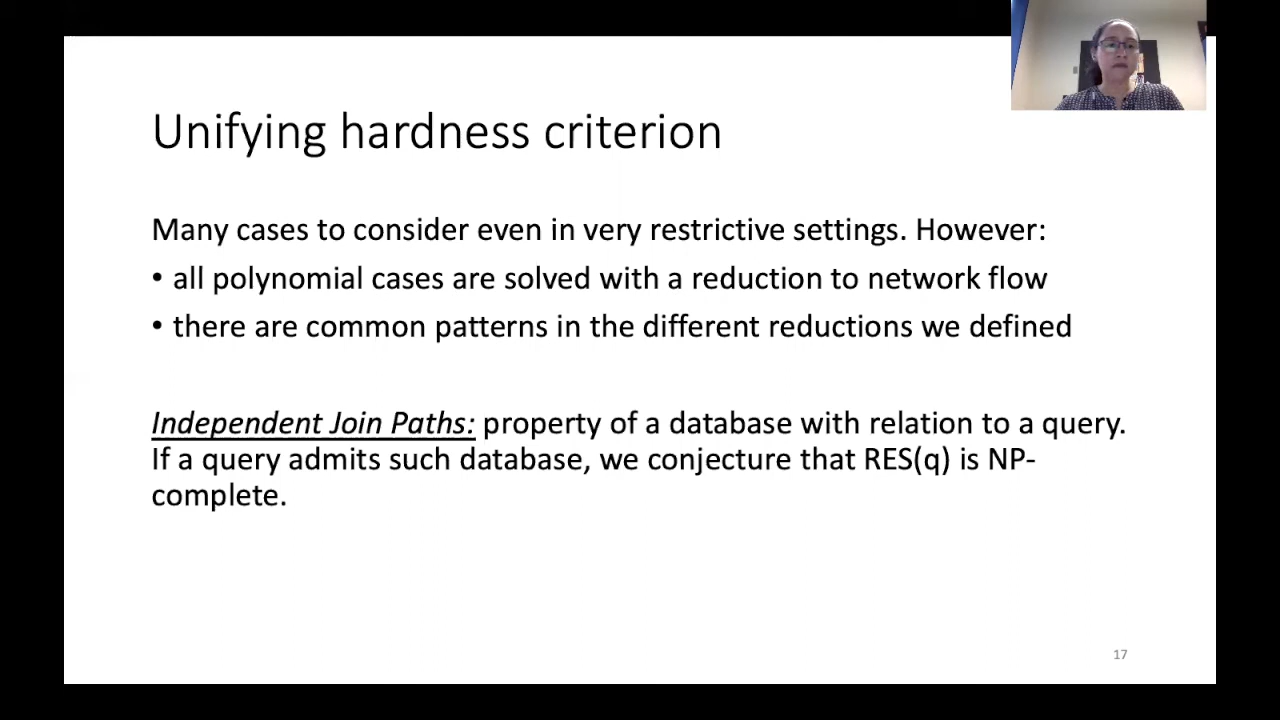 Unifying hardness criterion
Many cases to consider even in very restrictive settings. However:
• all polynomial cases are solved with a reduction to network flow
• there are common patterns in the different reductions we defined
Independent Join Paths: property of a database with relation to a query.
If a query admits such database, we conjecture that RES(q) is NP-
complete.
17